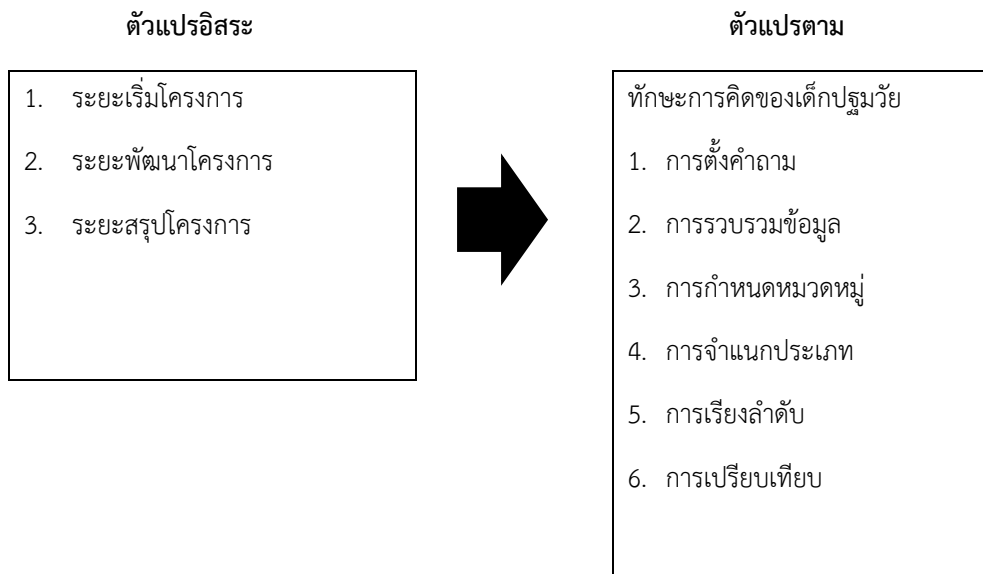 ตัวแปรอิสระ
1. ระยะเริ่มโครงการ
2. ระยะพัฒนาโครงการ
3. ระยะสรุปโครงการ
ตัวแปรตาม
ทักษะการคิดของเด็กปฐมวัย
1. การตั้งคำถาม
2. การรวบรวมข้อมูล
3. การกำหนดหมวดหมู่
4. การจำแนกประเภท
5. การเรียงลำดับ
6. การเปรียบเทียบ